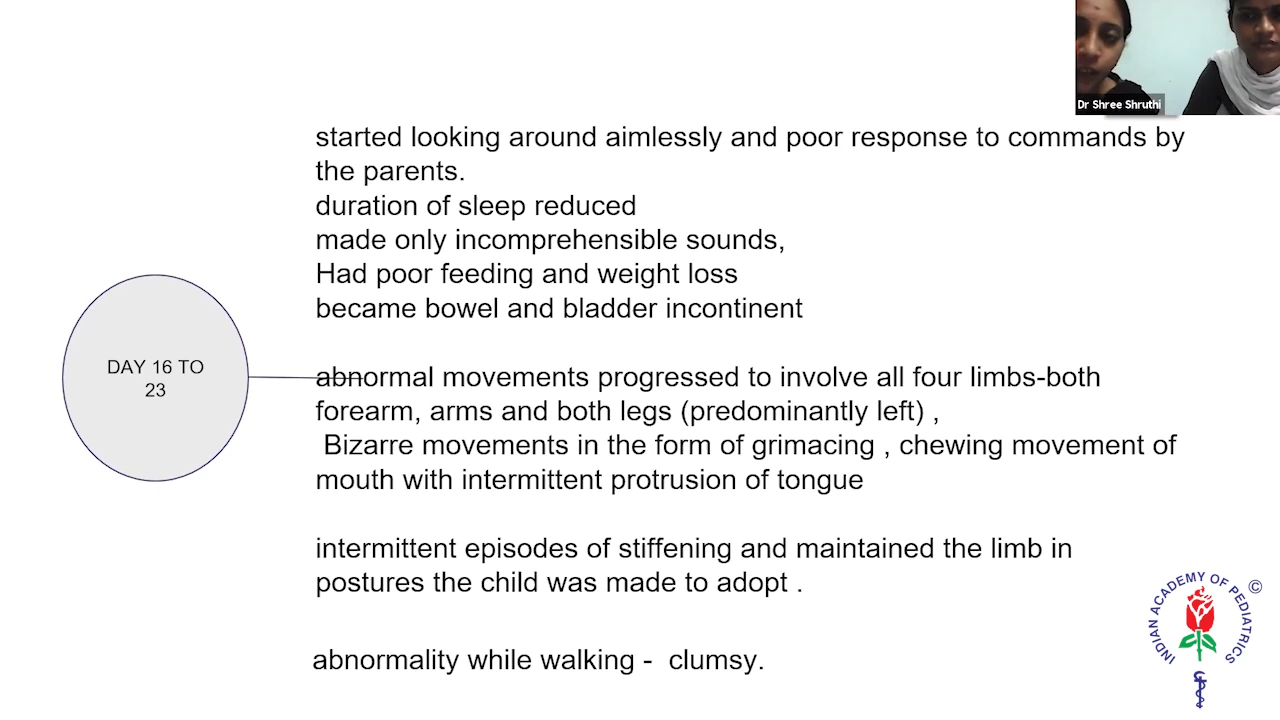 Dr Shree Shruthi
started looking around aimlessly and poor response to commands by
the parents.
duration of sleep reduced
made only incomprehensible sounds,
Had poor feeding and weight loss
became bowel and bladder incontinent
DAY 16 TO
23
abnormal movements progressed to involve all four limbs-both
forearm, arms and both legs (predominantly left) ,
Bizarre movements in the form of grimacing , chewing movement of
mouth with intermittent protrusion of tongue
intermittent episodes of stiffening and maintained the limb in
postures the child was made to adopt .
abnormality while walking -  clumsy.
INDIAN ACADEMY OF PEDIATRICS
©